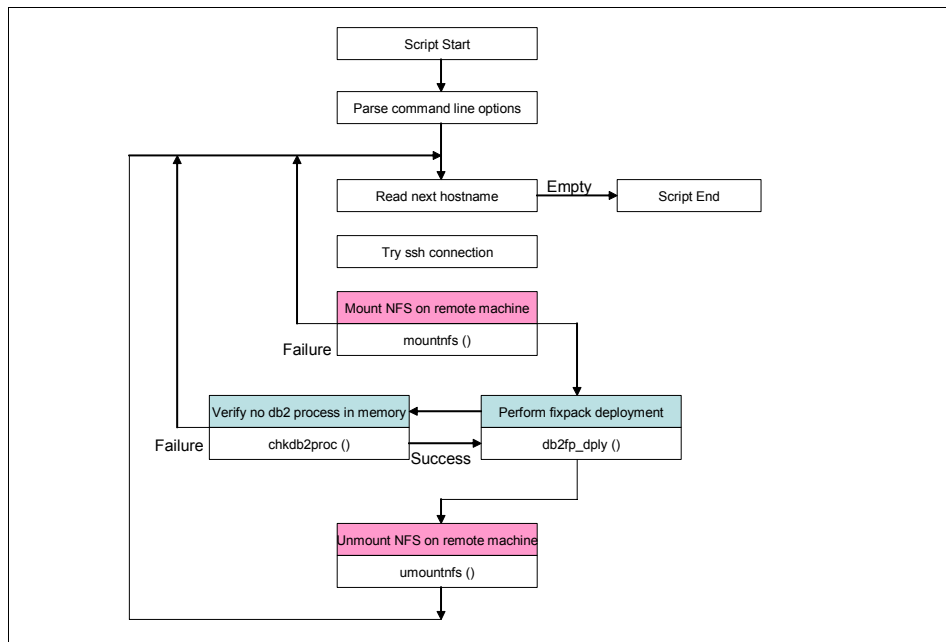 Script Start
Parse command line options
Read next hostname
Empty
Script End
Try ssh connection
Mount NFS on remote machine
mountnfs ()
Failure
Verify no db2 process in memory
Perform fixpack deployment
Failure
chkdb2proc ()
Success
db2fp_dply ()
Unmount NFS on remote machine
umountnfs ()